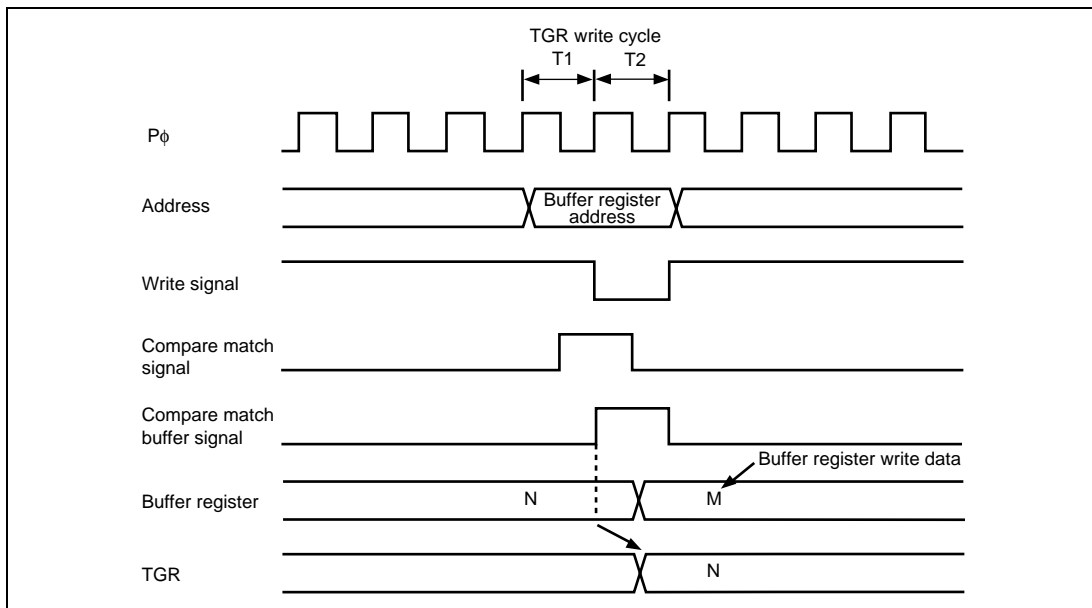 TGR write cycle
T1 T2
Pϕ
Address
Buffer register
address
Write signal
Compare match
signal
Compare match
buffer signal
Buffer register write data
Buffer register
N M
TGR
N